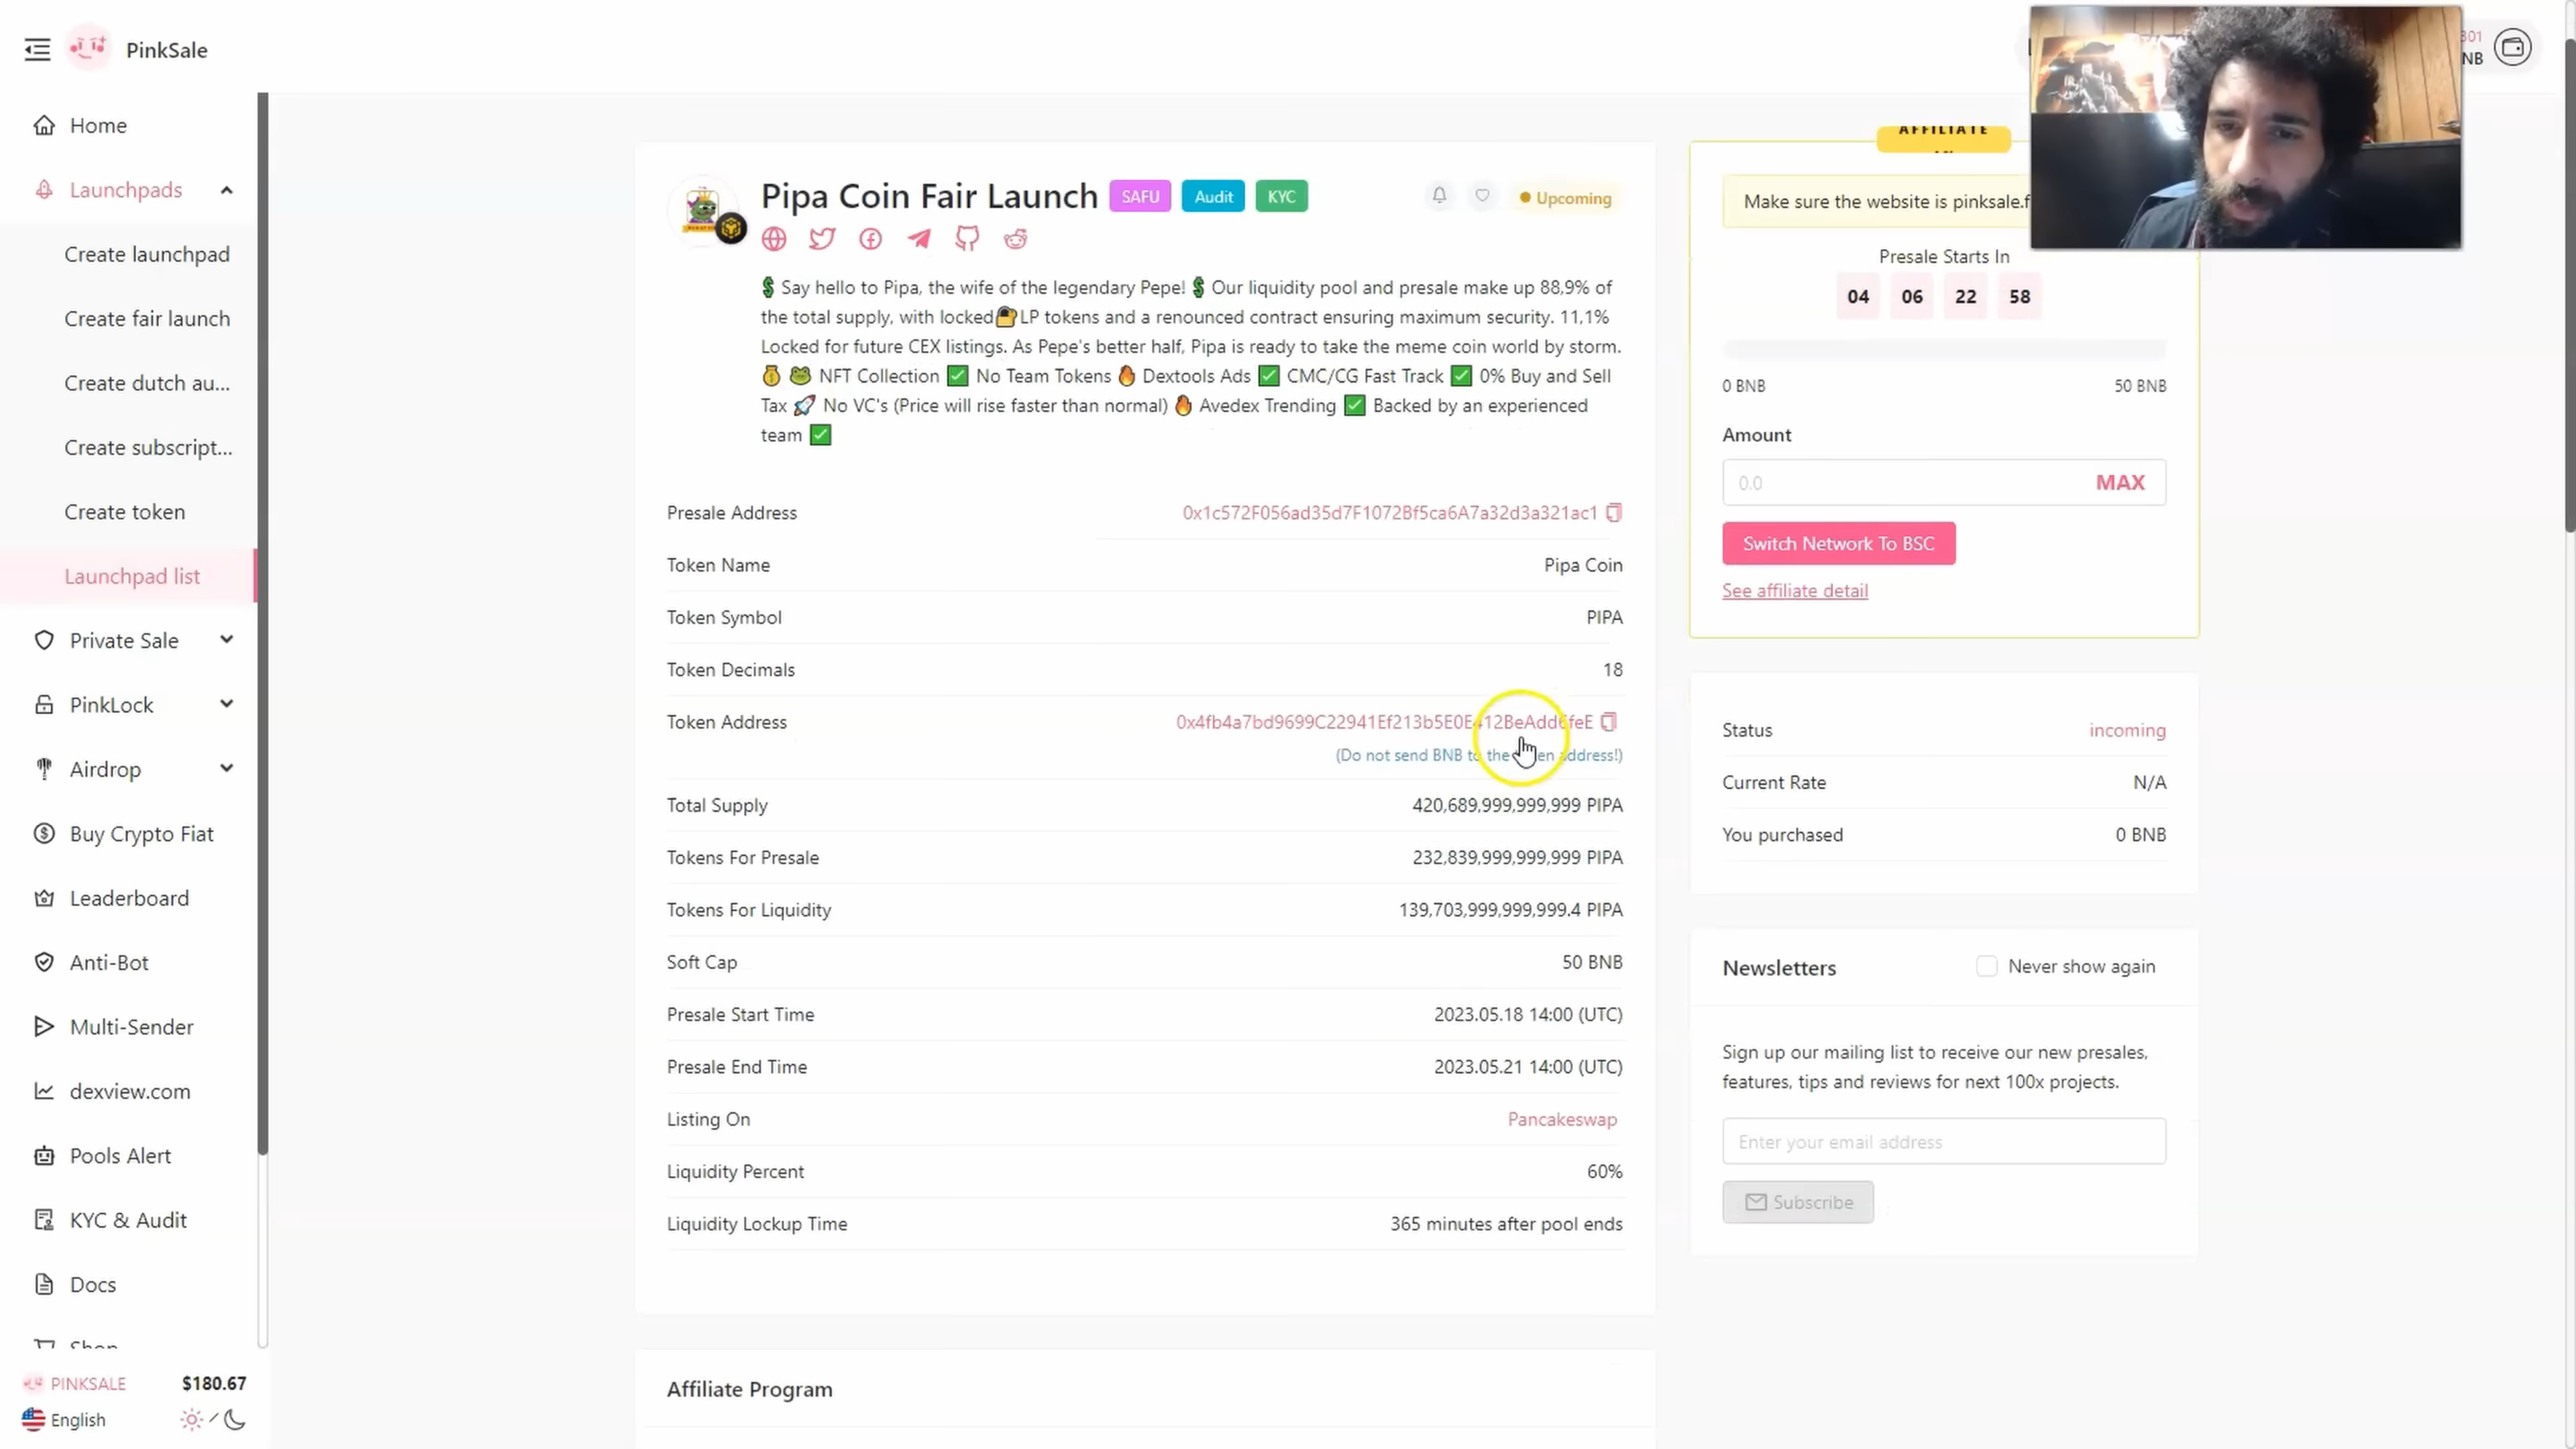 PinkSale
301
NB
Home
Launchpads
Create launchpad
Create fair launch
Create dutch au...
Create subscript...
Create token
Launchpad list
Private Sale
PinkLock
Airdrop
Buy Crypto Fiat
Leaderboard
Anti-Bot
Multi-Sender
dexview.com
Pools Alert
KYC & Audit
Docs
Shop
PINKSALE $180.67
English
Pipa Coin Fair Launch SAFU Audit KYC
Upcoming
💲 Say hello to Pipa, the wife of the legendary Pepe! 💲 Our liquidity pool and presale make up 88,9% of
the total supply, with locked🔐LP tokens and a renounced contract ensuring maximum security. 11,1%
Locked for future CEX listings. As Pepe's better half, Pipa is ready to take the meme coin world by storm.
💰 🐸 NFT Collection ✅ No Team Tokens 🔥 Dextools Ads ✅ CMC/CG Fast Track ✅ 0% Buy and Sell
Tax 🚀 No VC's (Price will rise faster than normal) 🔥 Avedex Trending ✅ Backed by an experienced
team ✅
Presale Address 0x1c572F056ad35d7F1072Bf5ca6A7a32d3a321ac1
Token Name Pipa Coin
Token Symbol PIPA
Token Decimals 18
Token Address 0x4fb4a7bd9699C22941Ef213b5E0E412BeAdd6feE
(Do not send BNB to the token address!)
Total Supply 420,689,999,999,999 PIPA
Tokens For Presale 232,839,999,999,999 PIPA
Tokens For Liquidity 139,703,999,999,999.4 PIPA
Soft Cap 50 BNB
Presale Start Time 2023.05.18 14:00 (UTC)
Presale End Time 2023.05.21 14:00 (UTC)
Listing On Pancakeswap
Liquidity Percent 60%
Liquidity Lockup Time 365 minutes after pool ends
Affiliate Program
AFFILIATE
Make sure the website is pinksale.f
Presale Starts In
04 06 22 58
0 BNB 50 BNB
Amount
0.0 MAX
Switch Network To BSC
See affiliate detail
Status incoming
Current Rate N/A
You purchased 0 BNB
Newsletters Never show again
Sign up our mailing list to receive our new presales,
features, tips and reviews for next 100x projects.
Enter your email address
Subscribe